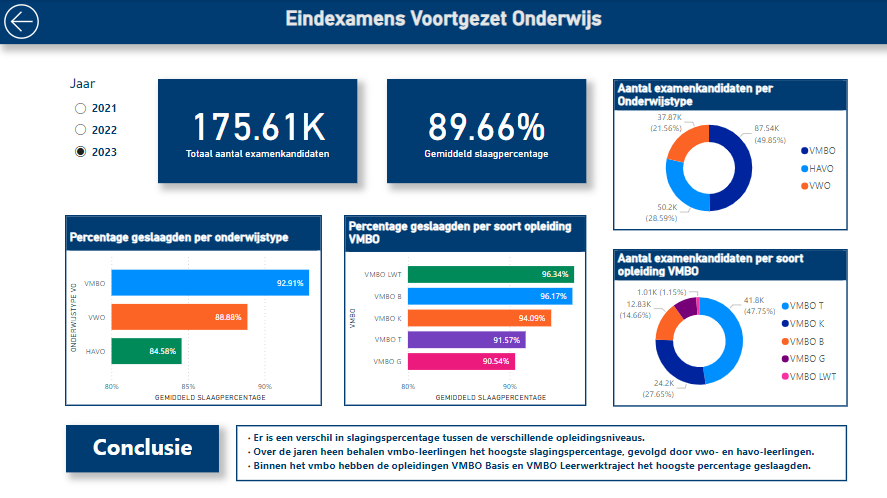 Eindexamens Voortgezet Onderwijs
Jaar
2021
2022
2023
175.61K
Totaal aantal examenkandidaten
89.66%
Gemiddeld slaagpercentage
Aantal examenkandidaten per
Onderwijstype
37.87K
(21.56%)
87.54K
(49.85%)
50.2K
(28.59%)
VMBO
HAVO
VWO
Percentage geslaagden per onderwijstype
ONDERWIJSTYPE VO
VMBO
92.91%
VWO
88.88%
HAVO
84.58%
80%
85%
90%
GEMIDDELD SLAAGPERCENTAGE
Percentage geslaagden per soort opleiding
VMBO
VMBO
VMBO LWT
96.34%
VMBO B
96.17%
VMBO K
94.09%
VMBO T
91.57%
VMBO G
90.54%
80%
90%
GEMIDDELD SLAAGPERCENTAGE
Aantal examenkandidaten per soort
opleiding VMBO
1.01K (1.15%)
12.83K
(14.66%)
41.8K
(47.75%)
24.2K
(27.65%)
VMBO T
VMBO K
VMBO B
VMBO G
VMBO LWT
Conclusie
· Er is een verschil in slagingspercentage tussen de verschillende opleidingsniveaus.
· Over de jaren heen behalen vmbo-leerlingen het hoogste slagingspercentage, gevolgd door vwo- en havo-leerlingen.
· Binnen het vmbo hebben de opleidingen VMBO Basis en VMBO Leerwerktraject het hoogste percentage geslaagden.